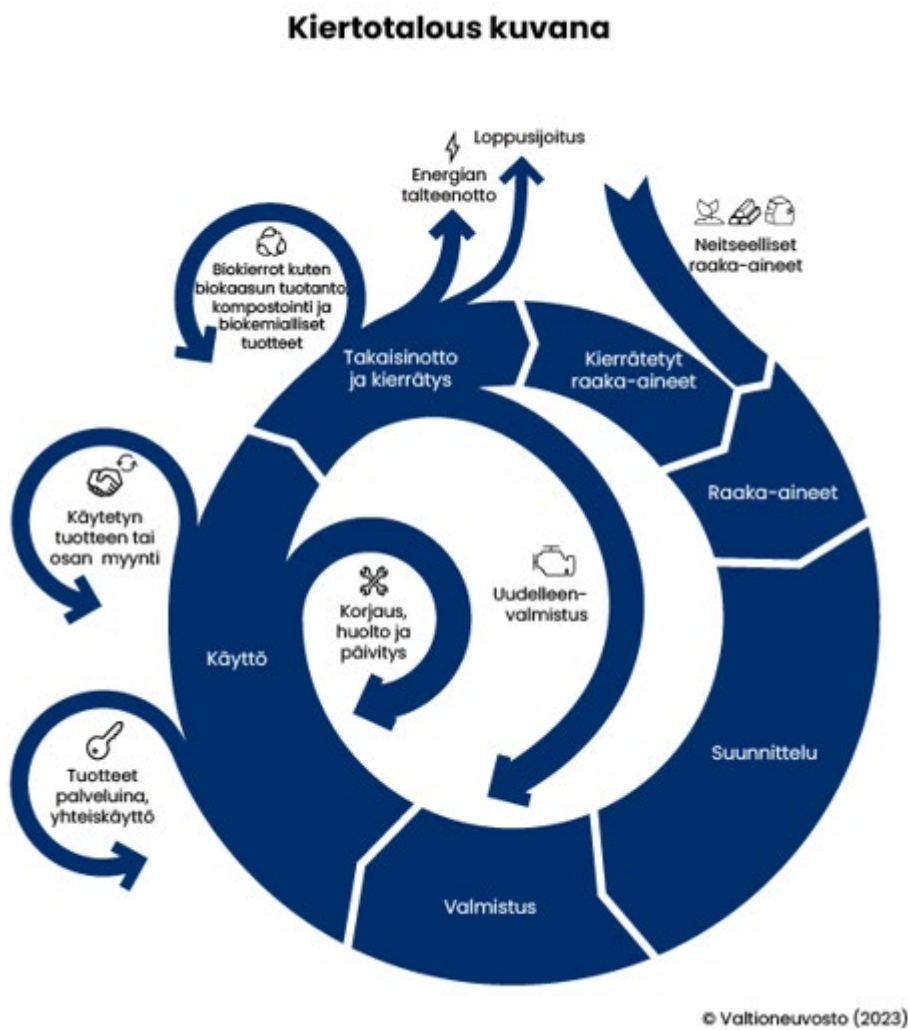 Kiertotalous kuvana
Loppusijoitus
Energian
talteenotto
Neitseelliset
raaka-aineet
Biokierrot kuten
biokaasun tuotanto,
kompostointi ja
biokemialliset
tuotteet
Takaisinotto
ja kierrätys
Kierrätetyt
raaka-aineet
Raaka-aineet
Käytetyn
tuotteen tai
osan myynti
Korjaus,
huolto ja
päivitys
Uudelleen-
valmistus
Käyttö
Suunnittelu
Tuotteet
palveluina,
yhteiskäyttö
Valmistus
© Valtioneuvosto (2023)